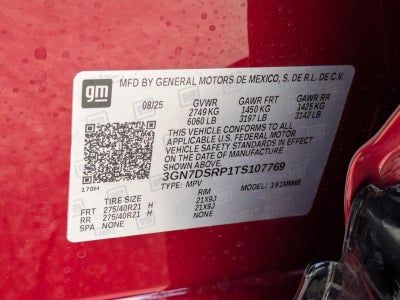 gm
MFD BY GENERAL MOTORS DE MEXICO, S. DE R.L. DE C.V.
08/25 GVWR GAWR FRT GAWR RR
2749 KG 1450 KG 1425 KG
6060 LB 3197 LB 3142 LB
THIS VEHICLE CONFORMS TO ALL
APPLICABLE U.S. FEDERAL MOTOR
VEHICLE SAFETY STANDARDS IN EFFECT
ON THE DATE OF MANUFACTURE
SHOWN ABOVE.
3GN7DSRP1TS107769
170H TYPE: MPV MODEL: 191MM48
TIRE SIZE RIM
FRT 275/40R21 H 21X9J
RR 275/40R21 H 21X9J
SPA NONE NONE